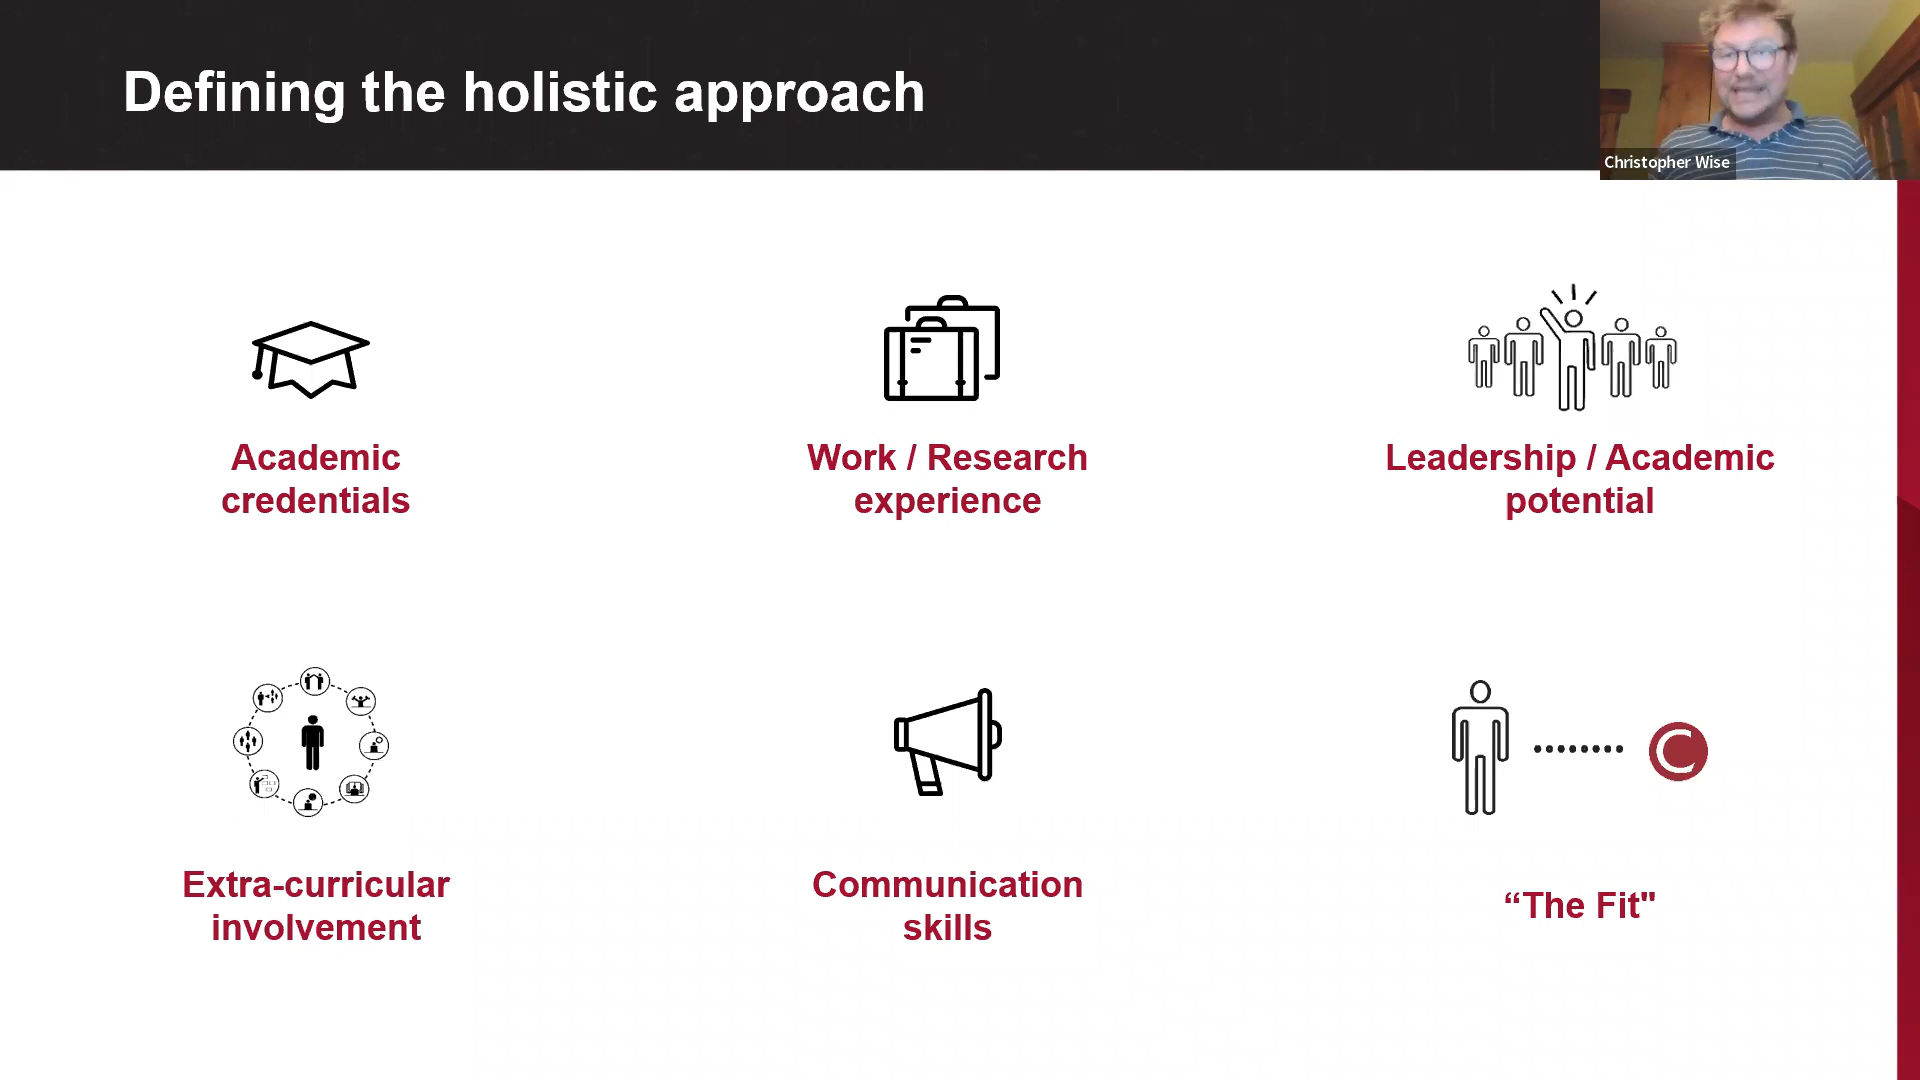 Defining the holistic approach
Christopher Wise
Academic
credentials
Work / Research
experience
Leadership / Academic
potential
Extra-curricular
involvement
Communication
skills
“The Fit"